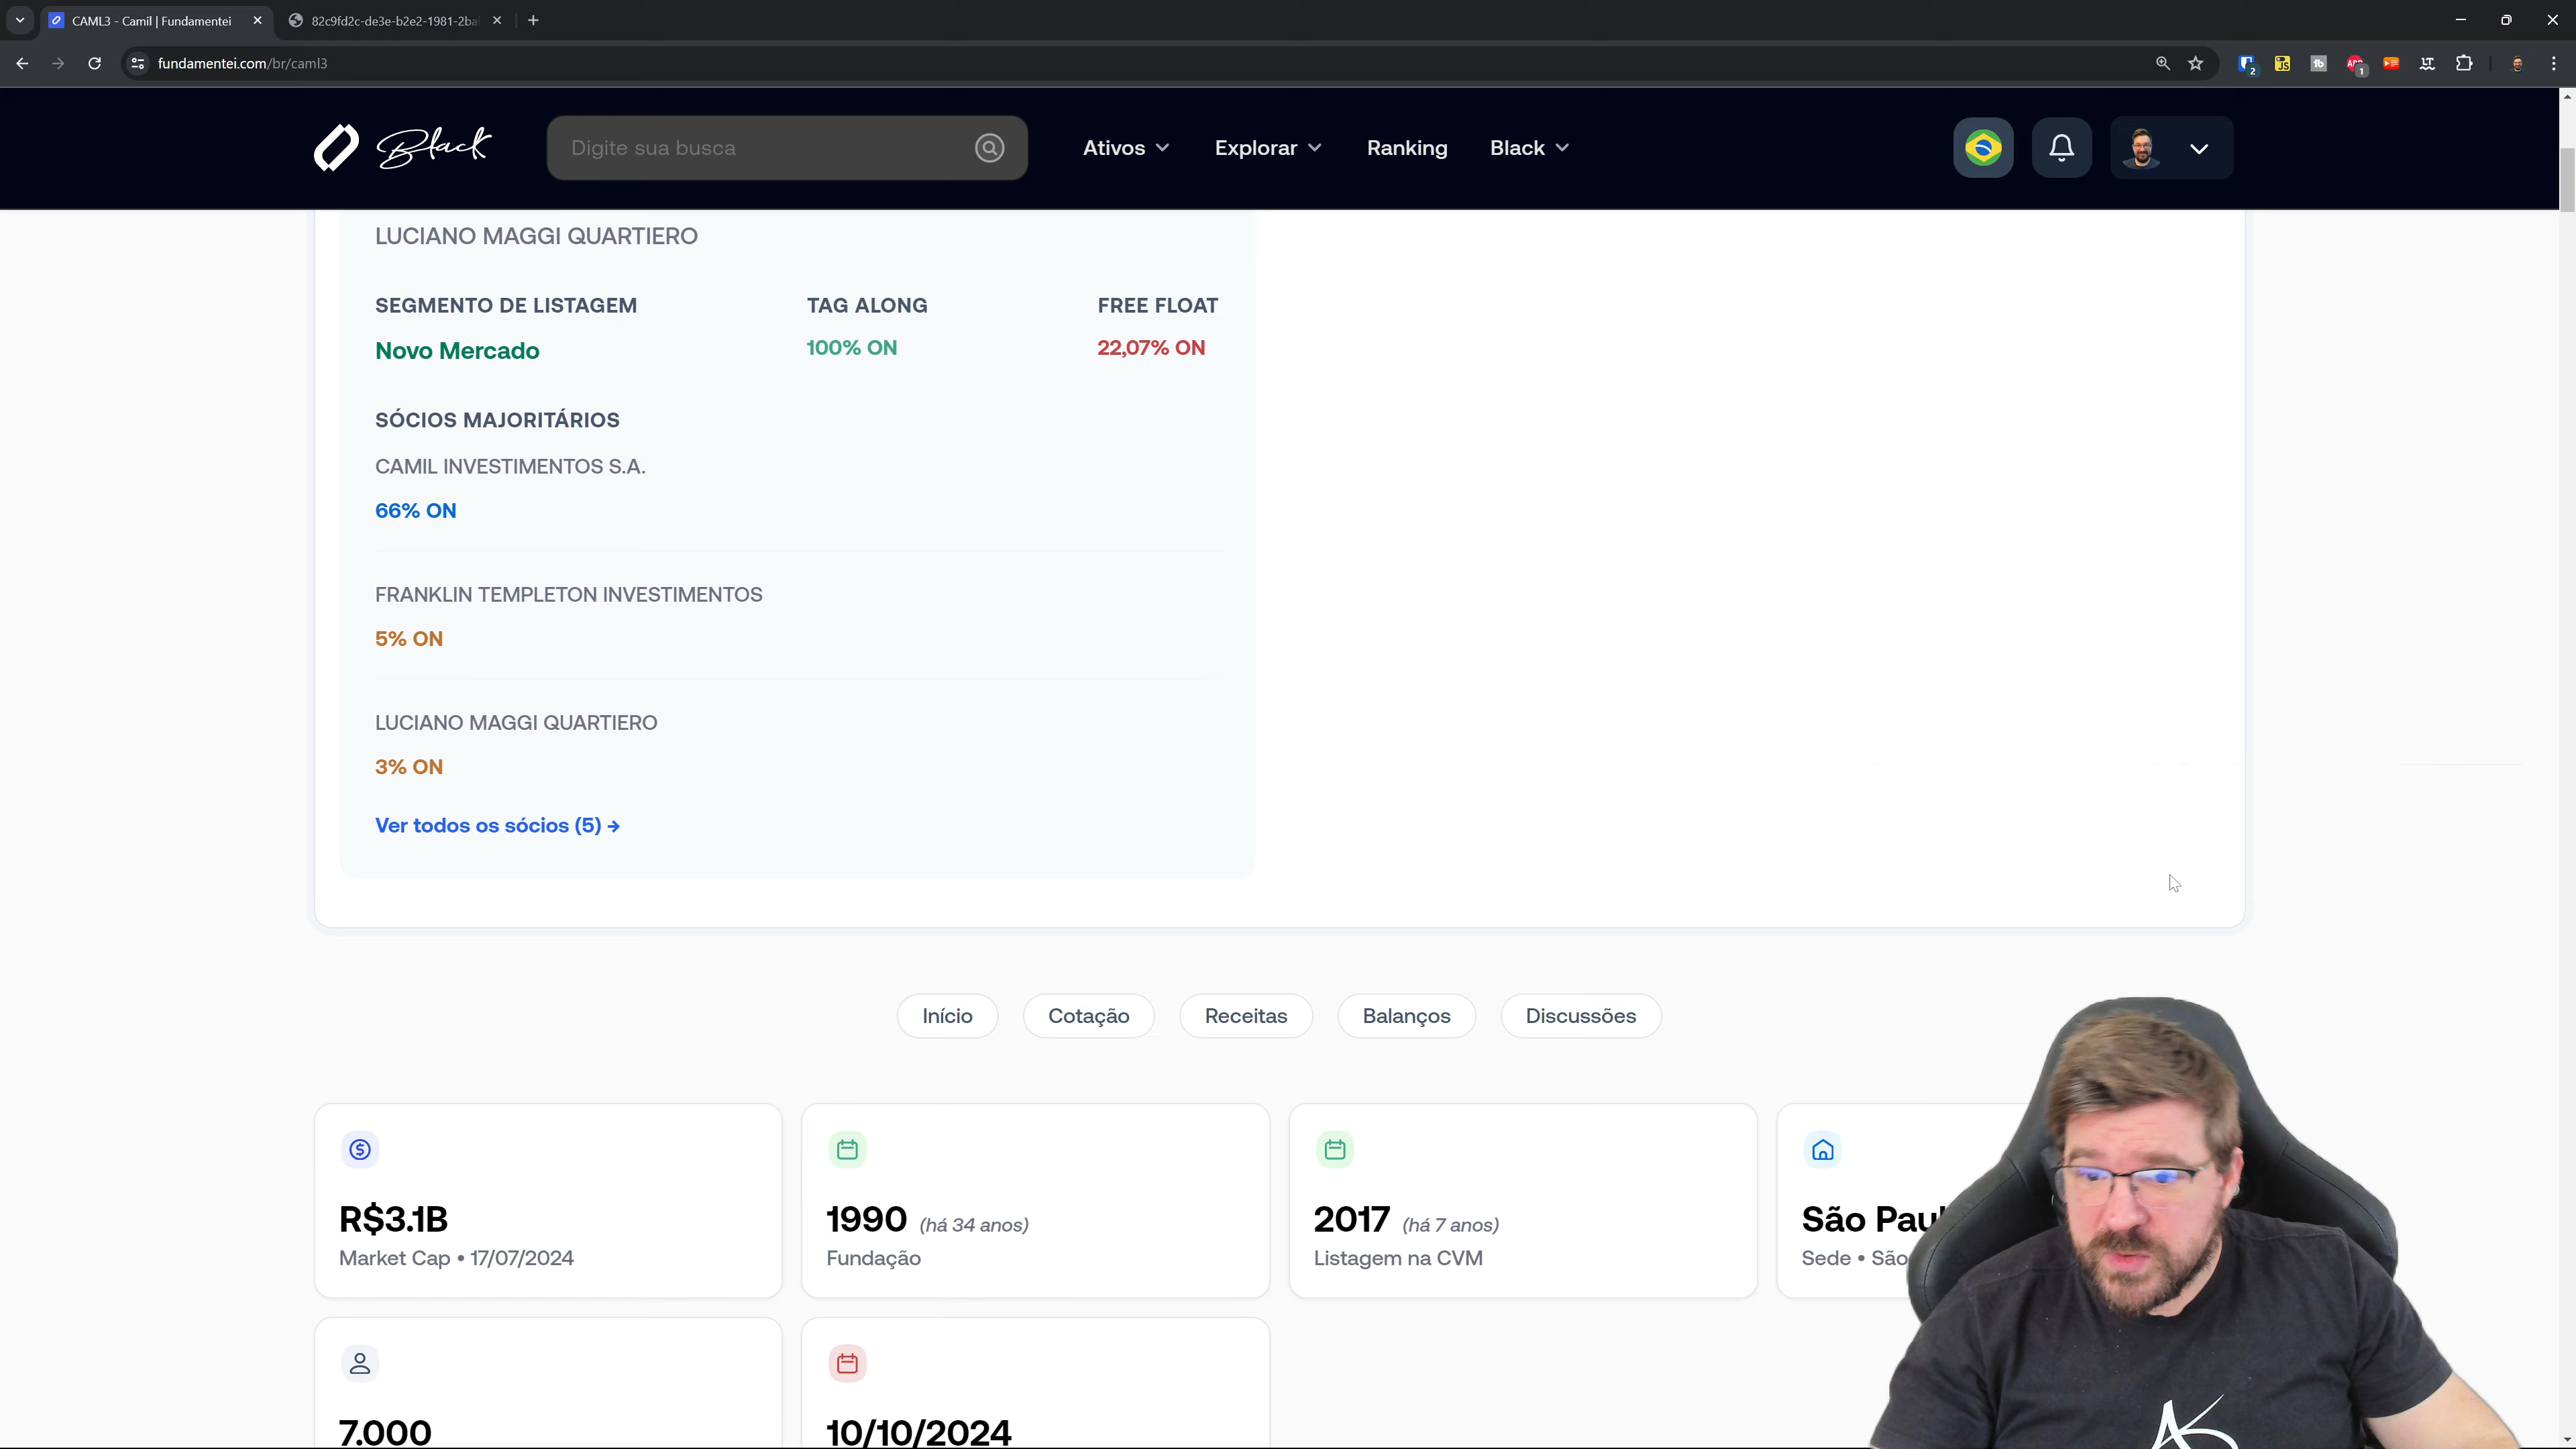 CAML3 - Camil | Fundamentei
82c9fd2c-de3e-b2e2-1981-2ba
fundamentei.com/br/caml3
Black
Digite sua busca
Ativos
Explorar
Ranking
Black
LUCIANO MAGGI QUARTIERO
SEGMENTO DE LISTAGEM
TAG ALONG
FREE FLOAT
Novo Mercado
100% ON
22,07% ON
SÓCIOS MAJORITÁRIOS
CAMIL INVESTIMENTOS S.A.
66% ON
FRANKLIN TEMPLETON INVESTIMENTOS
5% ON
LUCIANO MAGGI QUARTIERO
3% ON
Ver todos os sócios (5) →
Início
Cotação
Receitas
Balanços
Discussões
R$3.1B
Market Cap • 17/07/2024
1990 (há 34 anos)
Fundação
2017 (há 7 anos)
Listagem na CVM
São Paul
Sede • São
7.000
10/10/2024